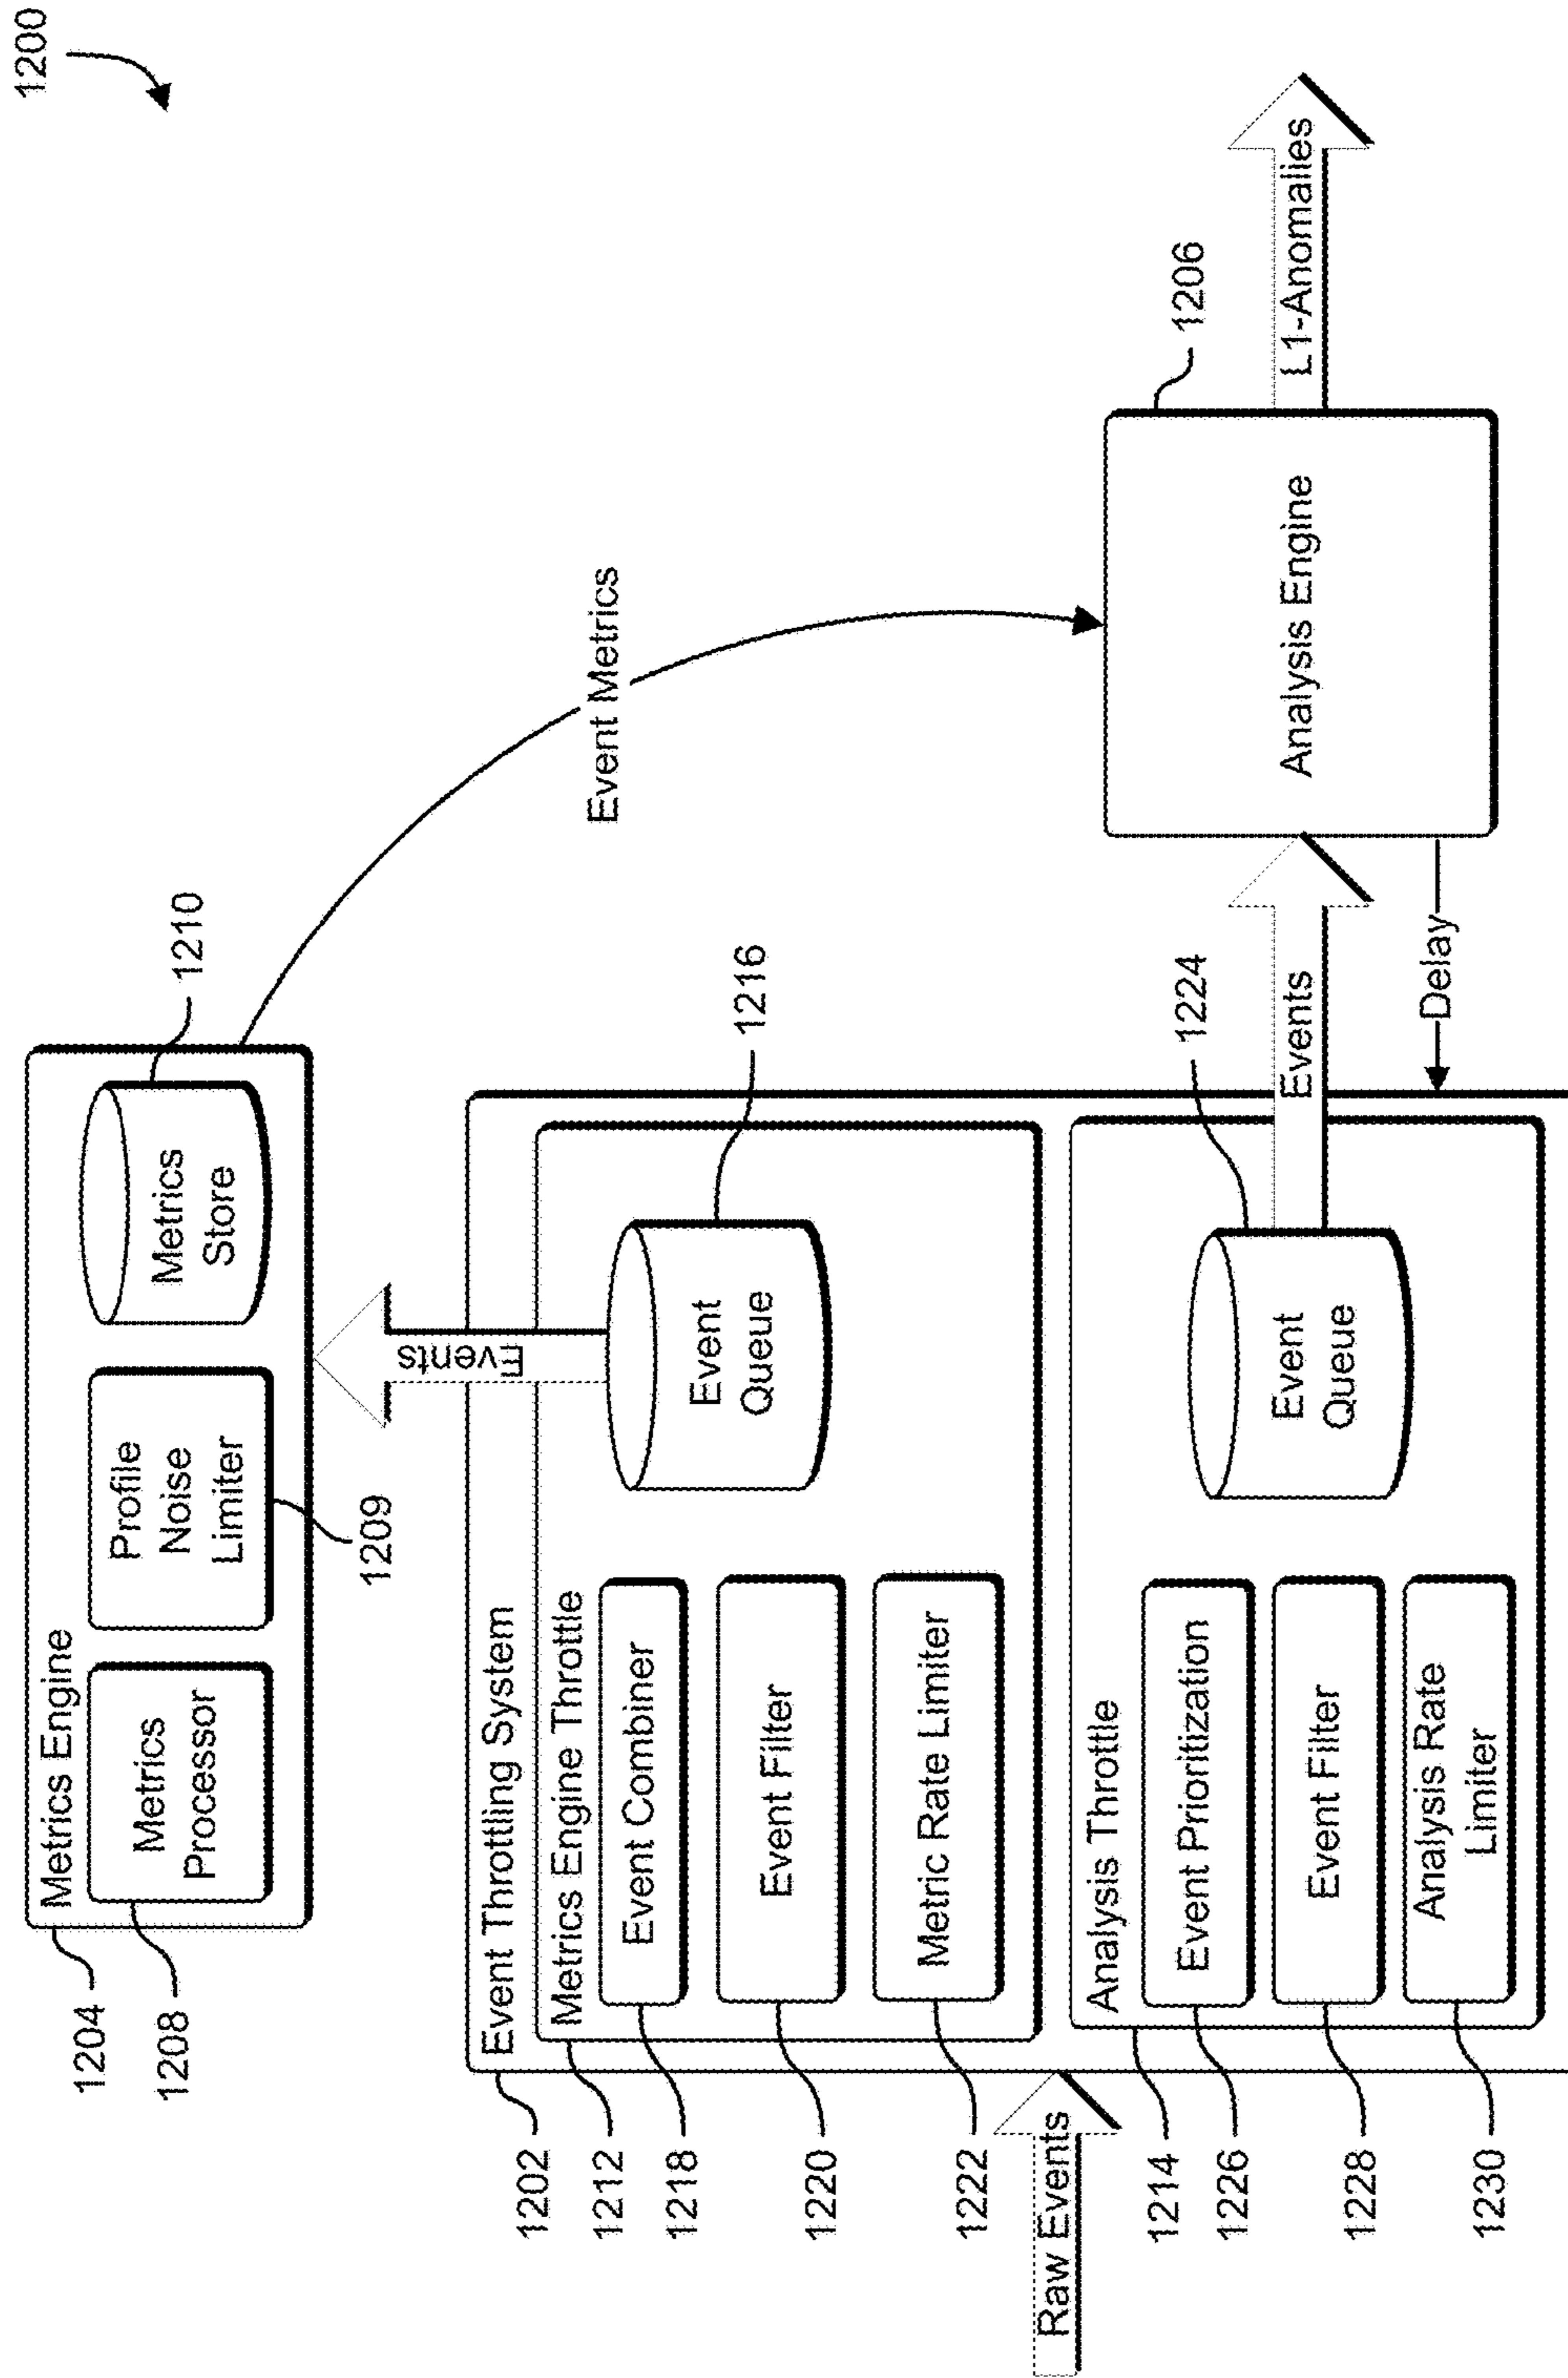 1200
Metrics Engine
1204
Metrics
Processor
1208
Profile
Noise
Limiter
1209
Metrics
Store
1210
Event Metrics
Events
Event Throttling System
1202
Metrics Engine Throttle
1212
Event Combiner
1218
Event Filter
1220
Metric Rate Limiter
1222
Event
Queue
1216
Raw Events
Analysis Throttle
1214
Event Prioritization
1226
Event Filter
1228
Analysis Rate
Limiter
1230
Event
Queue
1224
Events
Delay
Analysis Engine
1206
L1-Anomalies